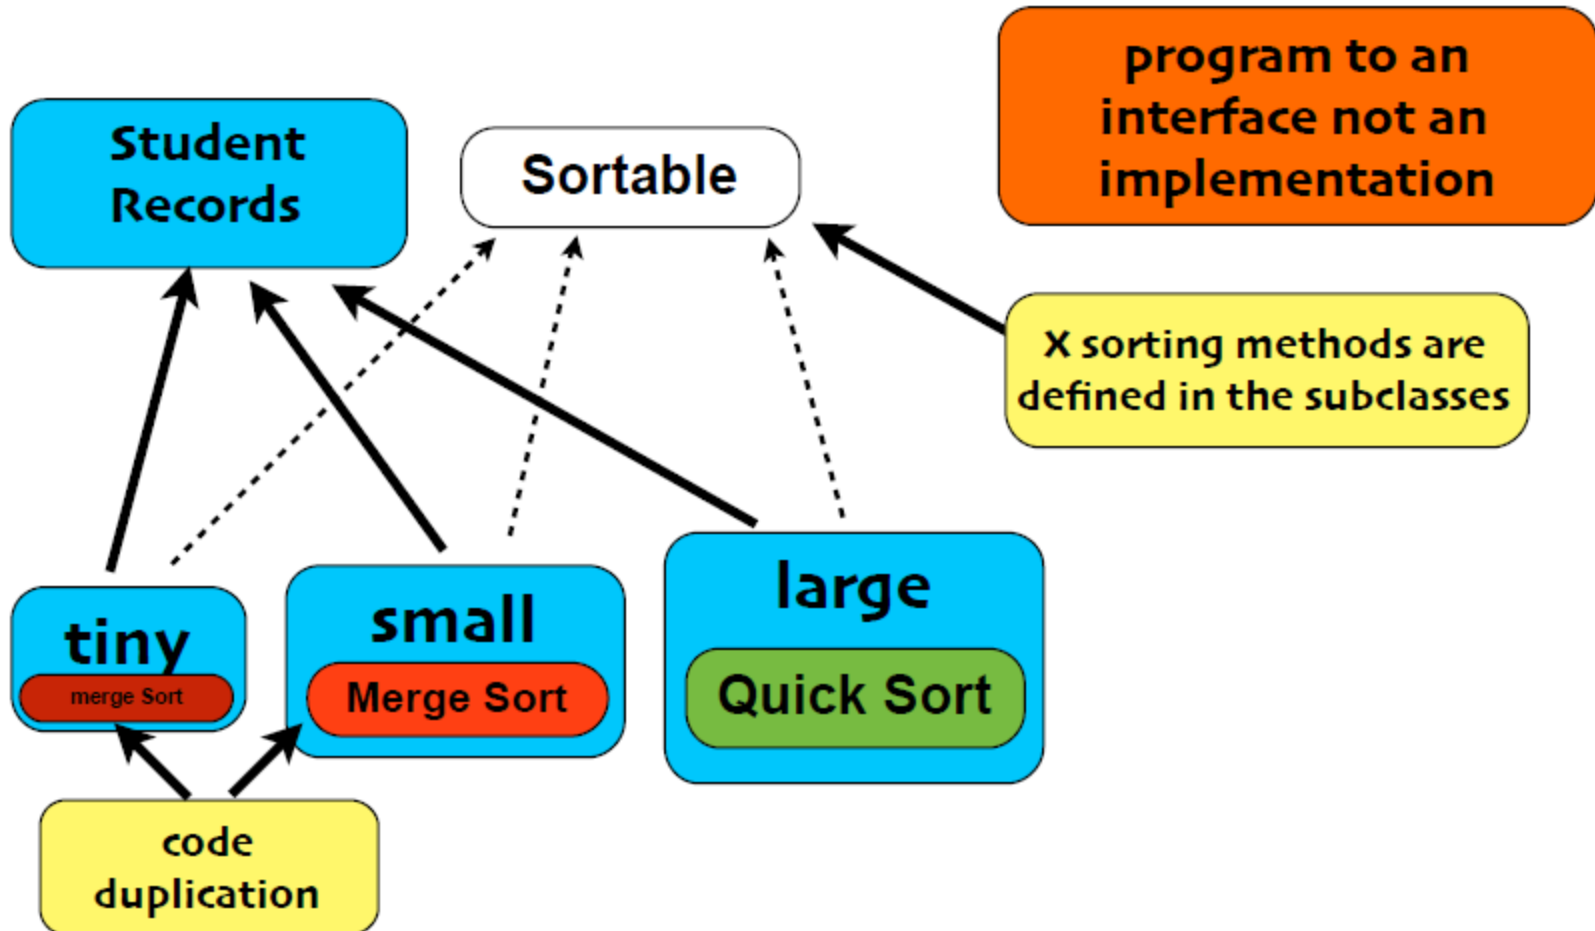 Student
Records
Sortable
program to an
interface not an
implementation
X sorting methods are
defined in the subclasses
tiny
merge Sort
small
Merge Sort
large
Quick Sort
code
duplication